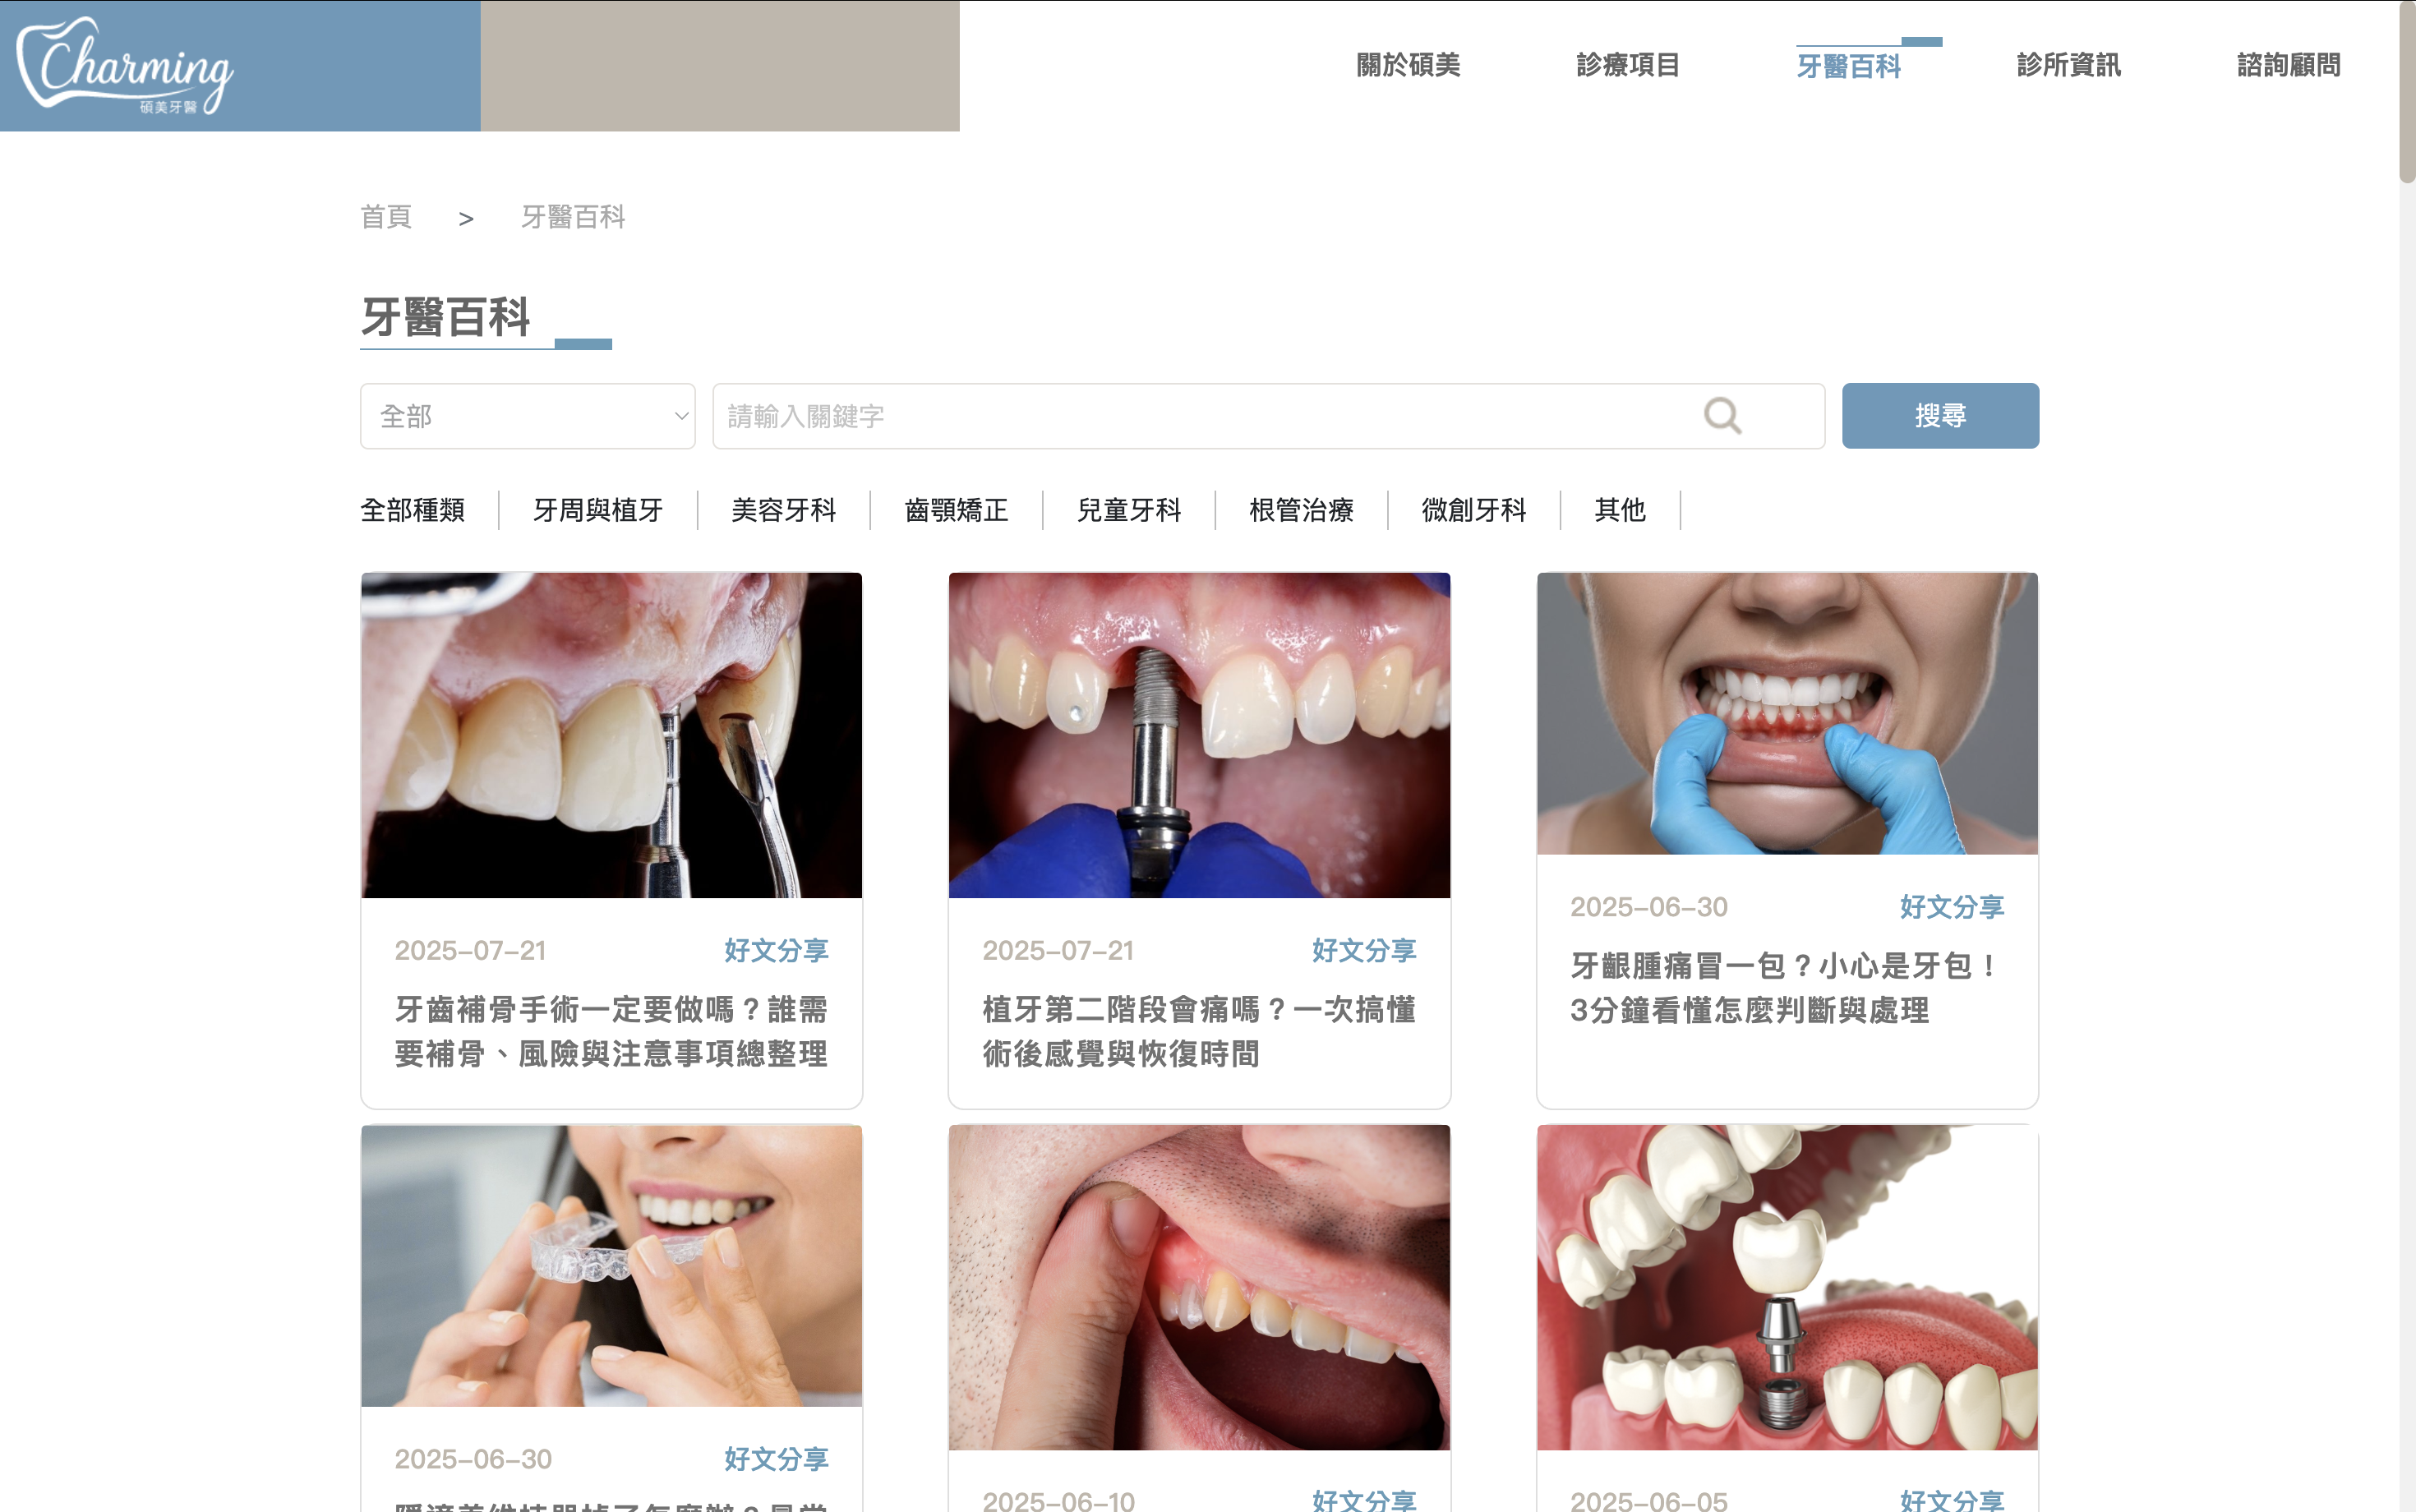 Charming
碩美牙醫
關於碩美
診療項目
牙醫百科
診所資訊
諮詢顧問
首頁 > 牙醫百科
牙醫百科
全部
請輸入關鍵字
搜尋
全部種類
牙周與植牙
美容牙科
齒顎矯正
兒童牙科
根管治療
微創牙科
其他
2025-07-21 好文分享
牙齒補骨手術一定要做嗎？誰需
要補骨、風險與注意事項總整理
2025-07-21 好文分享
植牙第二階段會痛嗎？一次搞懂
術後感覺與恢復時間
2025-06-30 好文分享
牙齦腫痛冒一包？小心是牙包！
3分鐘看懂怎麼判斷與處理
2025-06-30 好文分享
2025-06-10 好文分享
2025-06-05 好文分享